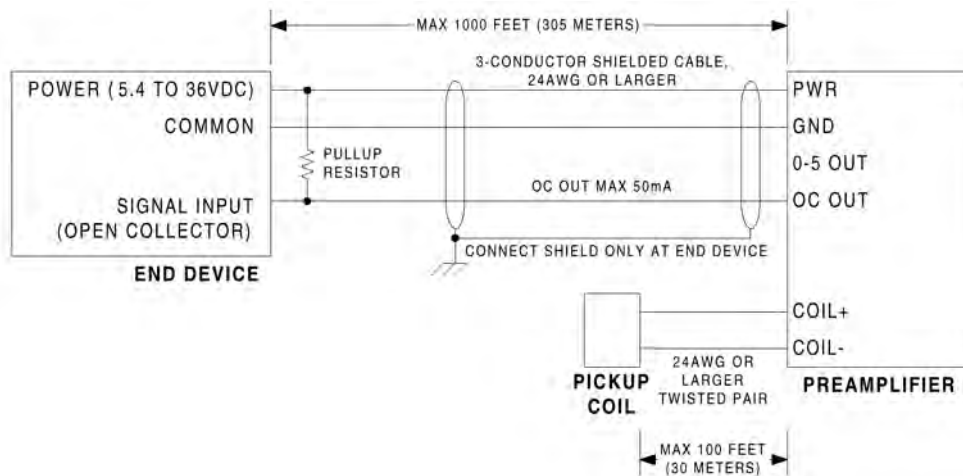 MAX 1000 FEET (305 METERS)
3-CONDUCTOR SHIELDED CABLE,
24AWG OR LARGER
POWER (5.4 TO 36VDC)
COMMON
PULLUP
RESISTOR
SIGNAL INPUT
(OPEN COLLECTOR)
END DEVICE
OC OUT MAX 50mA
CONNECT SHIELD ONLY AT END DEVICE
PWR
GND
0-5 OUT
OC OUT
COIL+
COIL-
PREAMPLIFIER
PICKUP
COIL
24AWG OR
LARGER
TWISTED PAIR
MAX 100 FEET
(30 METERS)